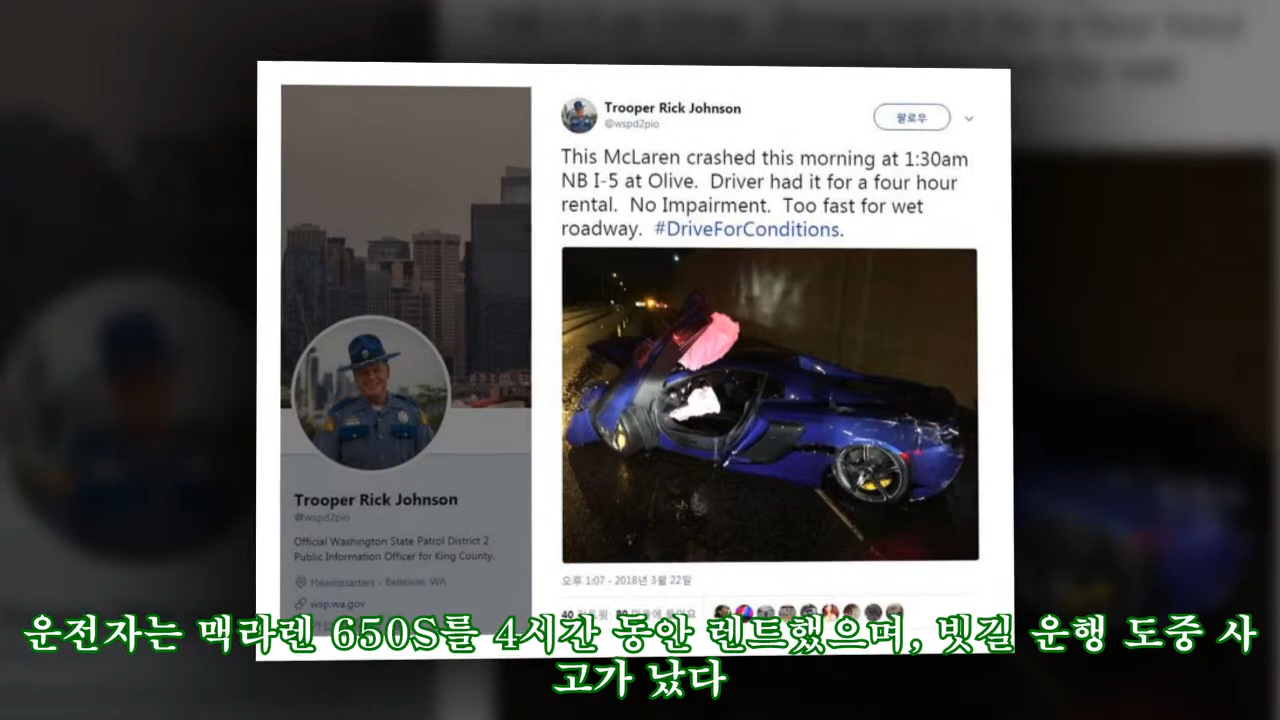 Trooper Rick Johnson
@wspd2pio
팔로우
This McLaren crashed this morning at 1:30am
NB I-5 at Olive. Driver had it for a four hour
rental. No Impairment. Too fast for wet
roadway. #DriveForConditions.
오후 1:07 - 2018년 3월 22일
Trooper Rick Johnson
@wspd2pio
Official Washington State Patrol District 2
Public Information Officer for King County.
Headquarters - Bellevue, WA
wsp.wa.gov
운전자는 맥라렌 650S를 4시간 동안 렌트했으며, 빗길 운행 도중 사
고가 났다